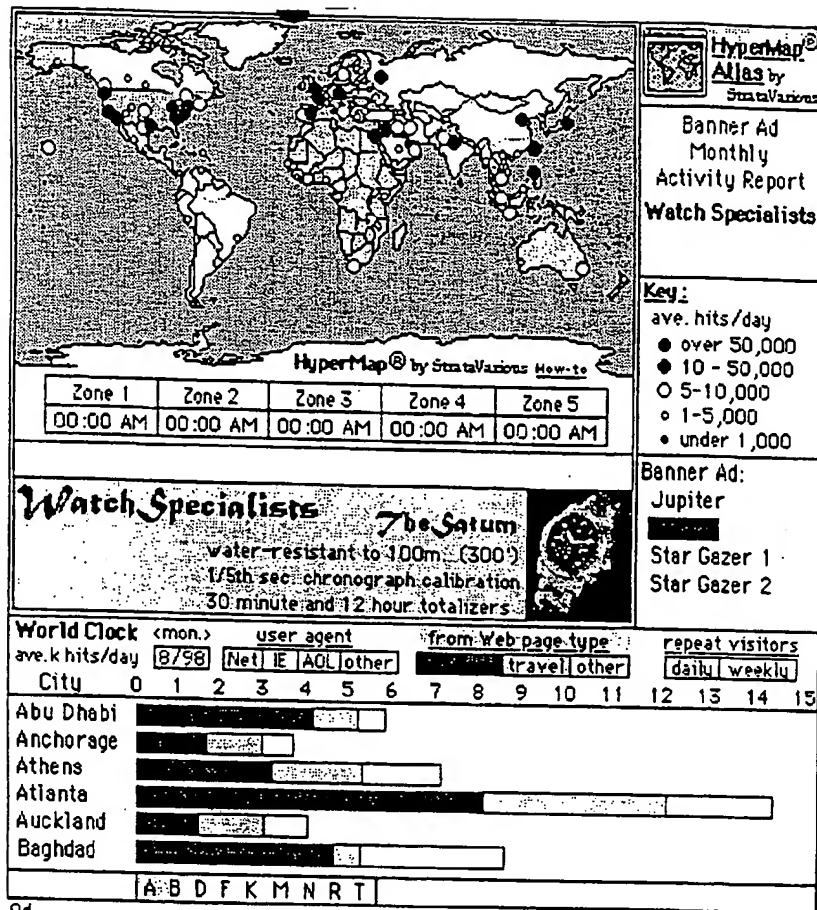 HyperMap®
Atlas by
StrataVarious
Banner Ad
Monthly
Activity Report
Watch Specialists
Key:
ave. hits/day
over 50,000
10 - 50,000
5-10,000
1-5,000
under 1,000
HyperMap® by StrataVarious How-to
Zone 1 Zone 2 Zone 3 Zone 4 Zone 5
00:00 AM 00:00 AM 00:00 AM 00:00 AM 00:00 AM
Watch Specialists
The Saturn
water-resistant to 100m (300')
1/5th sec. chronograph calibration
30 minute and 12 hour totalizers
Banner Ad:
Jupiter
Star Gazer 1
Star Gazer 2
World Clock <mon.> user agent from Web page type repeat visitors
ave.k hits/day 8/98 Net IE AOL other travel other daily weekly
City 0 1 2 3 4 5 6 7 8 9 10 11 12 13 14 15
Abu Dhabi
Anchorage
Athens
Atlanta
Auckland
Baghdad
A B D F K M N R T